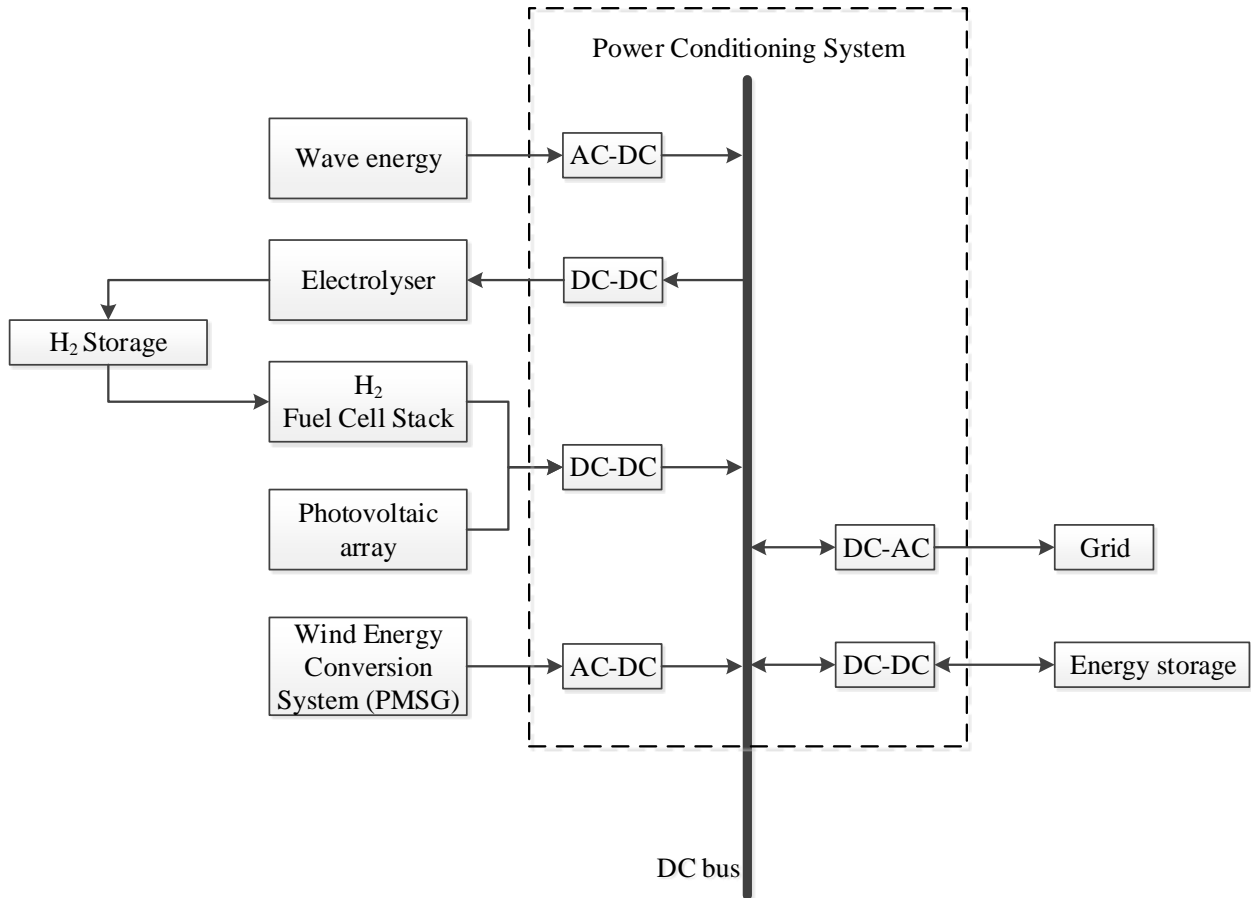 Power Conditioning System
Wave energy
AC-DC
Electrolyser
DC-DC
H₂ Storage
H₂
Fuel Cell Stack
DC-DC
Photovoltaic
array
DC-AC
Grid
Wind Energy
Conversion
System (PMSG)
AC-DC
DC-DC
Energy storage
DC bus